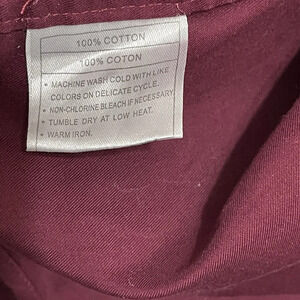 100% COTTON
100% COTON
• MACHINE WASH COLD WITH LIKE
COLORS ON DELICATE CYCLE.
• NON-CHLORINE BLEACH IF NECESSARY.
• TUMBLE DRY AT LOW HEAT.
• WARM IRON.